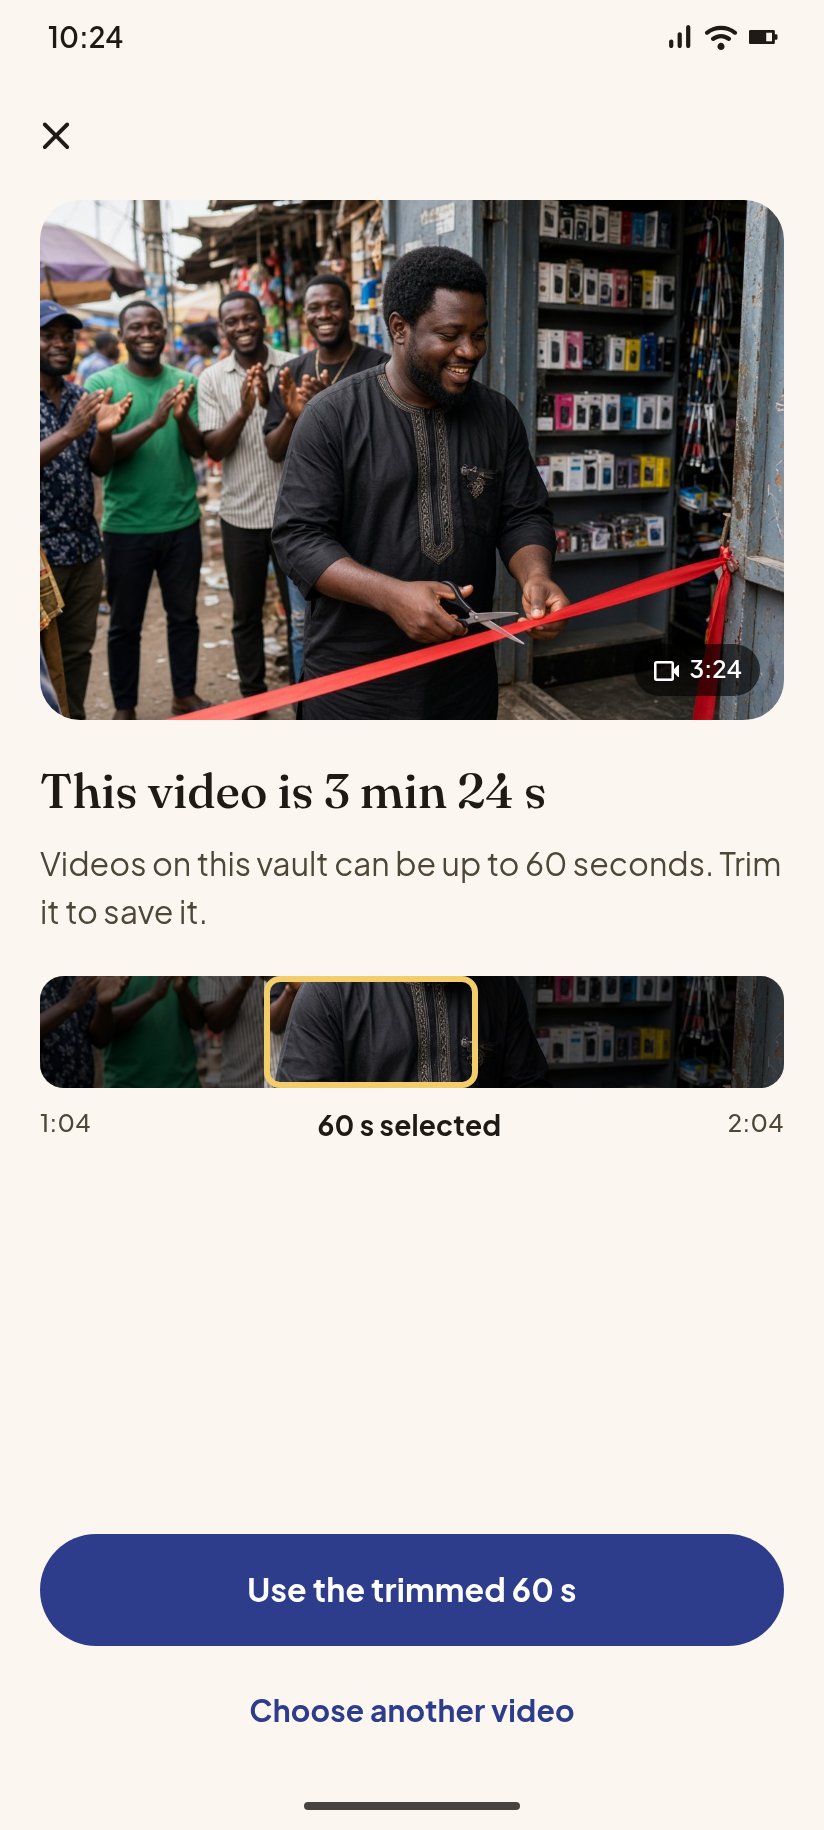 10:24
3:24
This video is 3 min 24 s
Videos on this vault can be up to 60 seconds. Trim
it to save it.
1:04
60 s selected
2:04
Use the trimmed 60 s
Choose another video